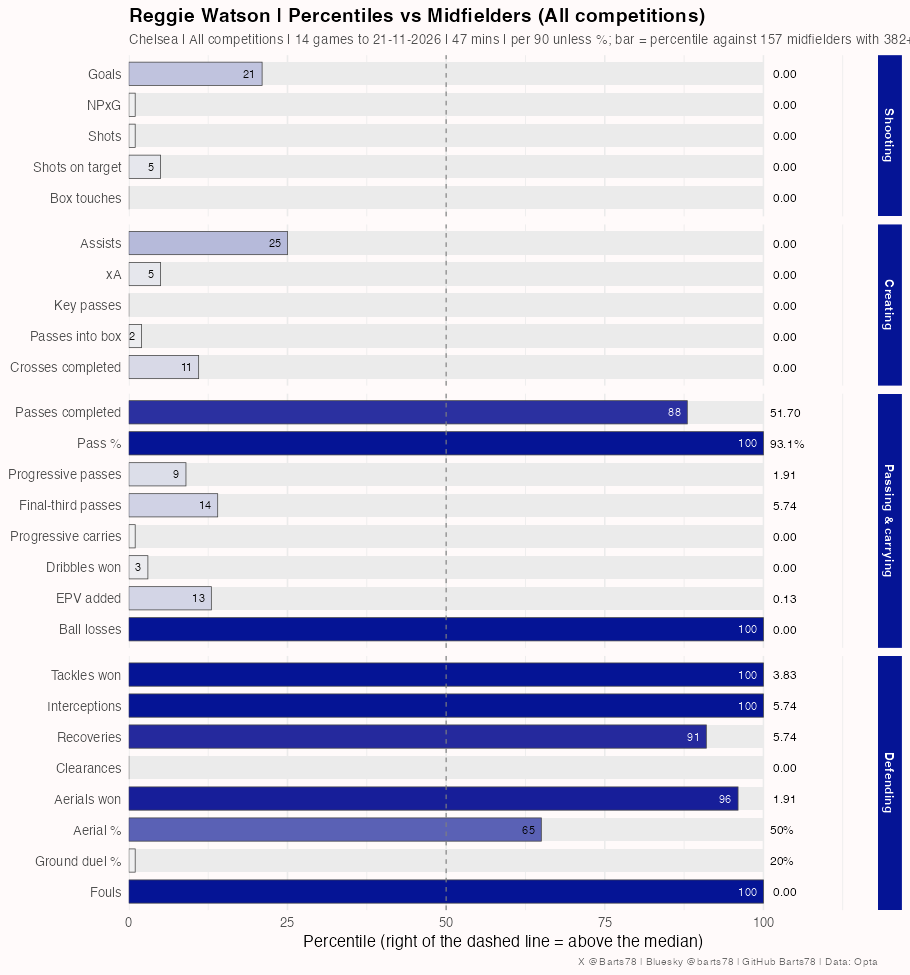 Reggie Watson | Percentiles vs Midfielders (All competitions)
Chelsea | All competitions | 14 games to 21-11-2026 | 47 mins | per 90 unless %; bar = percentile against 157 midfielders with 382+
Goals 21 0.00
NPxG 0.00
Shots 0.00
Shots on target 5 0.00
Box touches 0.00
Shooting
Assists 25 0.00
xA 5 0.00
Key passes 0.00
Passes into box 2 0.00
Crosses completed 11 0.00
Creating
Passes completed 88 51.70
Pass % 100 93.1%
Progressive passes 9 1.91
Final-third passes 14 5.74
Progressive carries 0.00
Dribbles won 3 0.00
EPV added 13 0.13
Ball losses 100 0.00
Passing & carrying
Tackles won 100 3.83
Interceptions 100 5.74
Recoveries 91 5.74
Clearances 0.00
Aerials won 96 1.91
Aerial % 65 50%
Ground duel % 20%
Fouls 100 0.00
Defending
0 25 50 75 100
Percentile (right of the dashed line = above the median)
X @Barts78 | Bluesky @barts78 | GitHub Barts78 | Data: Opta